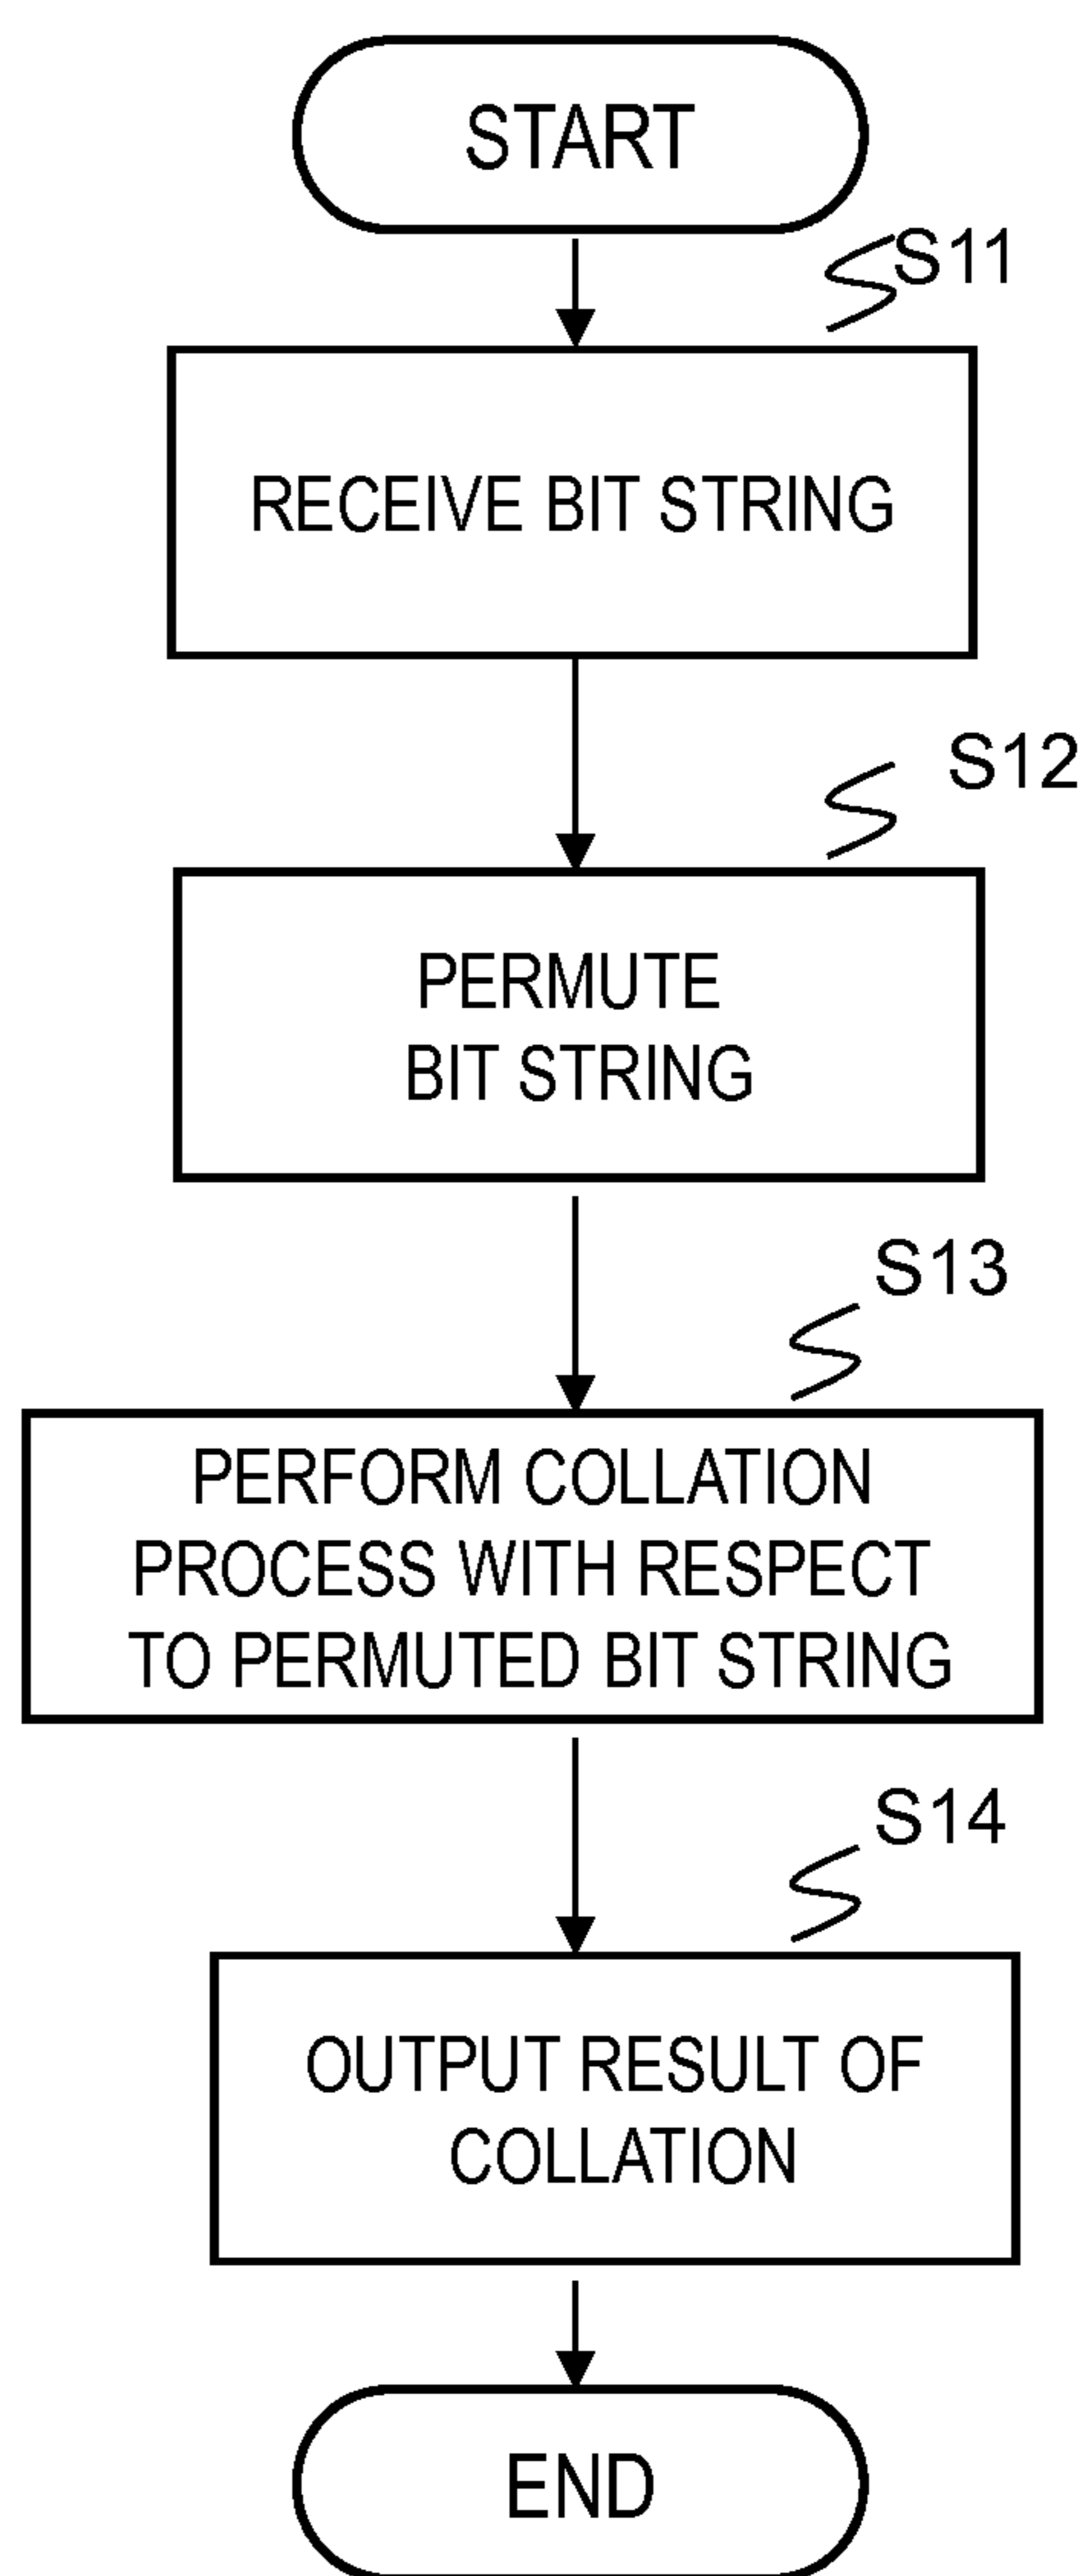 START
S11
RECEIVE BIT STRING
S12
PERMUTE
BIT STRING
S13
PERFORM COLLATION
PROCESS WITH RESPECT
TO PERMUTED BIT STRING
S14
OUTPUT RESULT OF
COLLATION
END